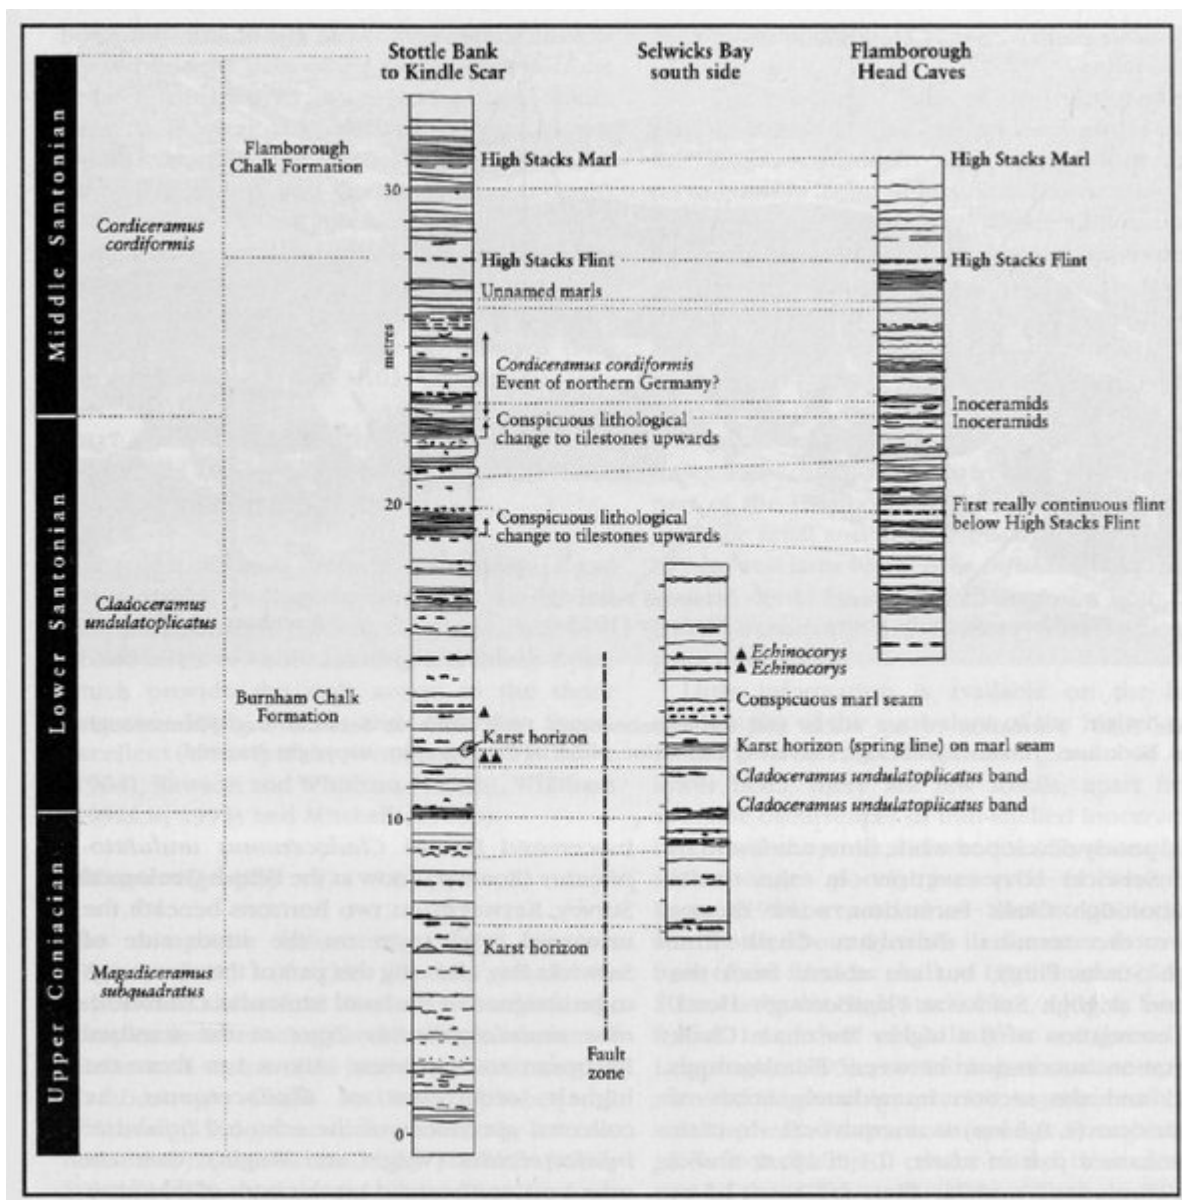 Stottle Bank
to Kindle Scar
Selwicks Bay
south side
Flamborough
Head Caves
Middle Santonian
Lower Santonian
Upper Coniacian
Cordiceramus
cordiformis
Cladoceramus
undulatoplicatus
Magadiceramus
subquadratus
Flamborough
Chalk Formation
Burnham Chalk
Formation
metres
30
20
10
0
High Stacks Marl
High Stacks Flint
Unnamed marls
Cordiceramus cordiformis
Event of northern Germany?
Conspicuous lithological
change to tilestones upwards
Conspicuous lithological
change to tilestones upwards
Karst horizon
Karst horizon
Fault
zone
Echinocorys
Echinocorys
Conspicuous marl seam
Karst horizon (spring line) on marl seam
Cladoceramus undulatoplicatus band
Cladoceramus undulatoplicatus band
High Stacks Marl
High Stacks Flint
Inoceramids
Inoceramids
First really continuous flint
below High Stacks Flint